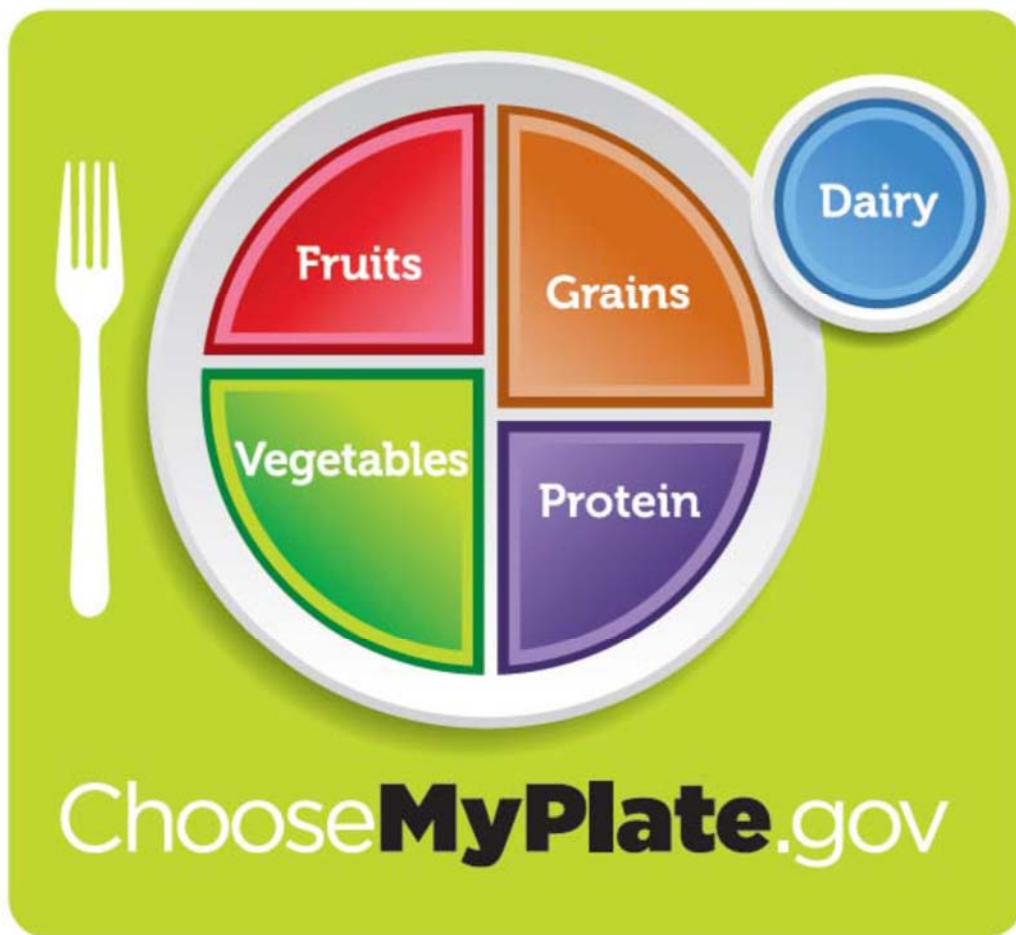 Dairy
Fruits
Grains
Vegetables
Protein
ChooseMyPlate.gov